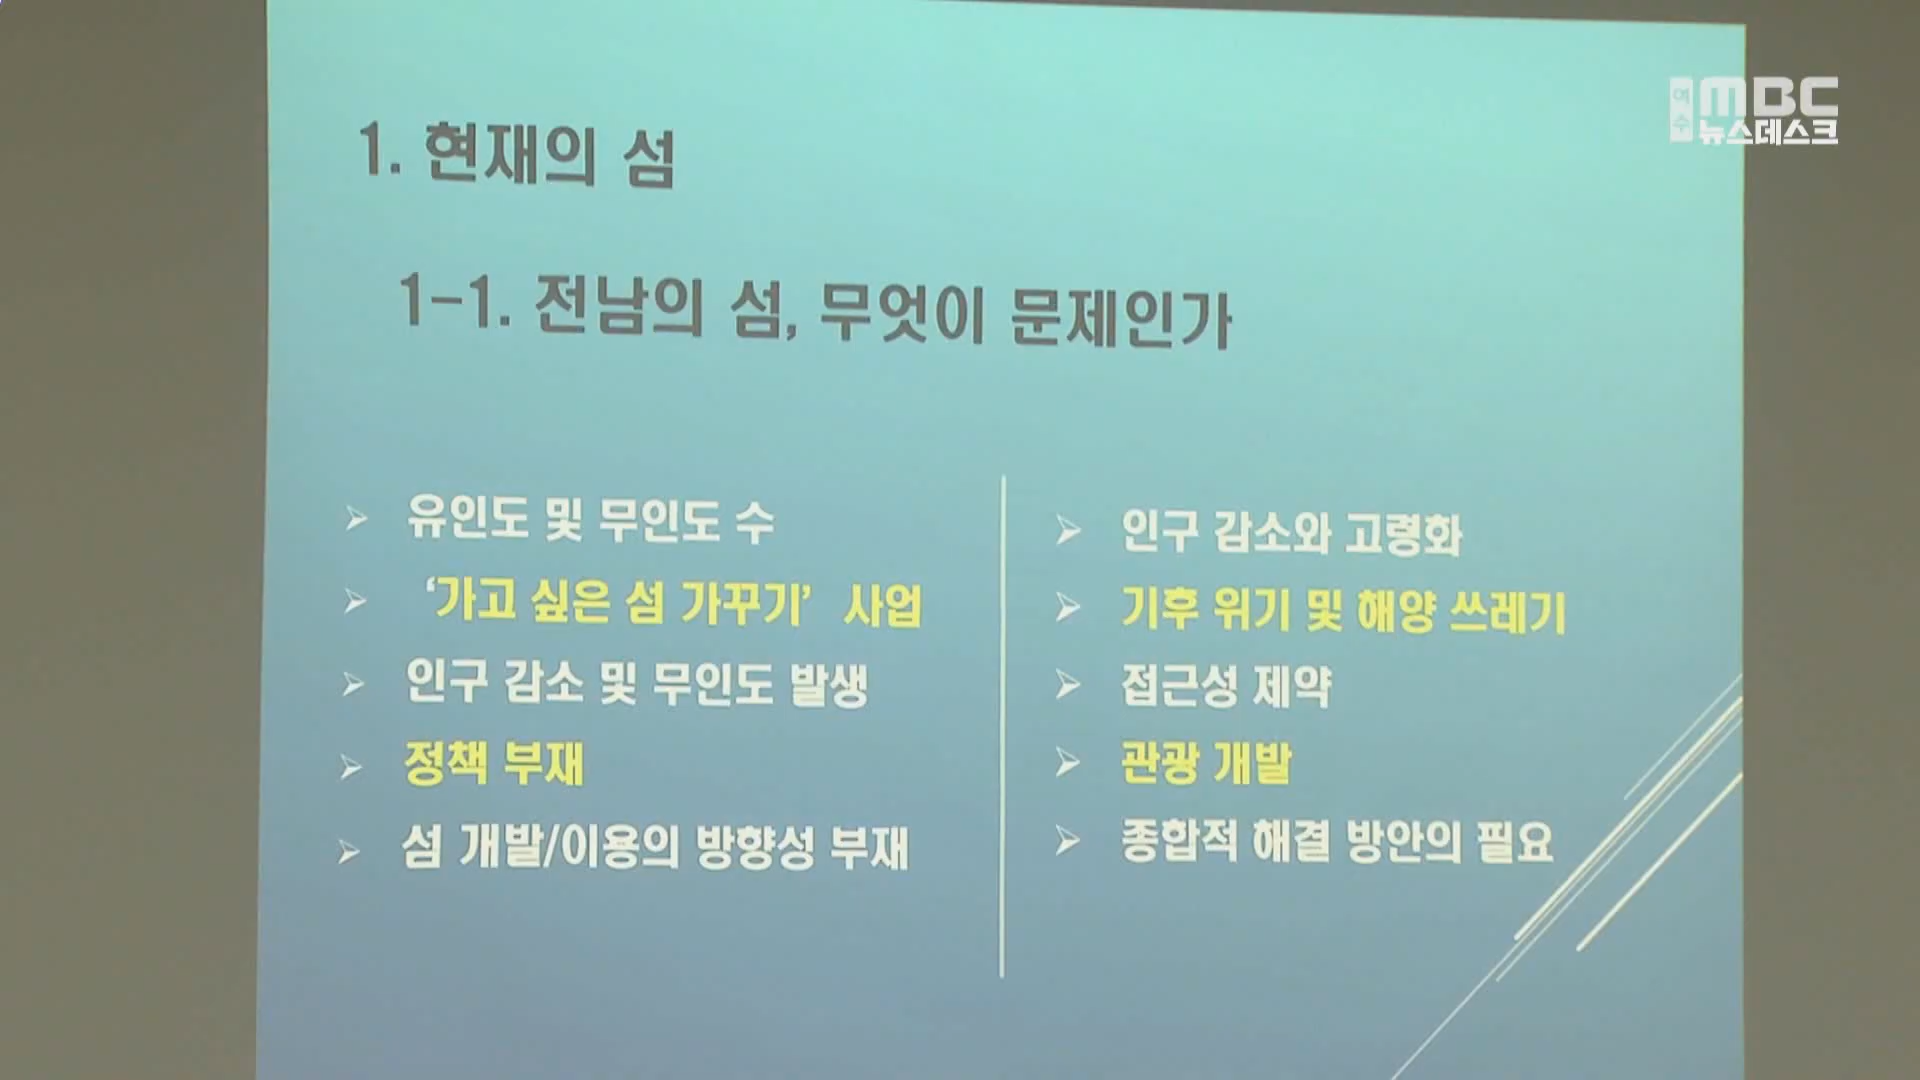 여수 MBC
뉴스데스크
1. 현재의 섬
1-1. 전남의 섬, 무엇이 문제인가
➢ 유인도 및 무인도 수
➢ ‘가고 싶은 섬 가꾸기’ 사업
➢ 인구 감소 및 무인도 발생
➢ 정책 부재
➢ 섬 개발/이용의 방향성 부재
➢ 인구 감소와 고령화
➢ 기후 위기 및 해양 쓰레기
➢ 접근성 제약
➢ 관광 개발
➢ 종합적 해결 방안의 필요